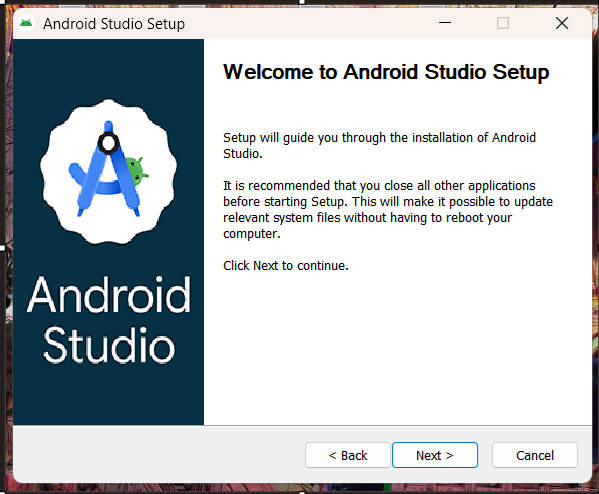 Android Studio Setup
Android
Studio
Welcome to Android Studio Setup
Setup will guide you through the installation of Android
Studio.
It is recommended that you close all other applications
before starting Setup. This will make it possible to update
relevant system files without having to reboot your
computer.
Click Next to continue.
< Back
Next >
Cancel